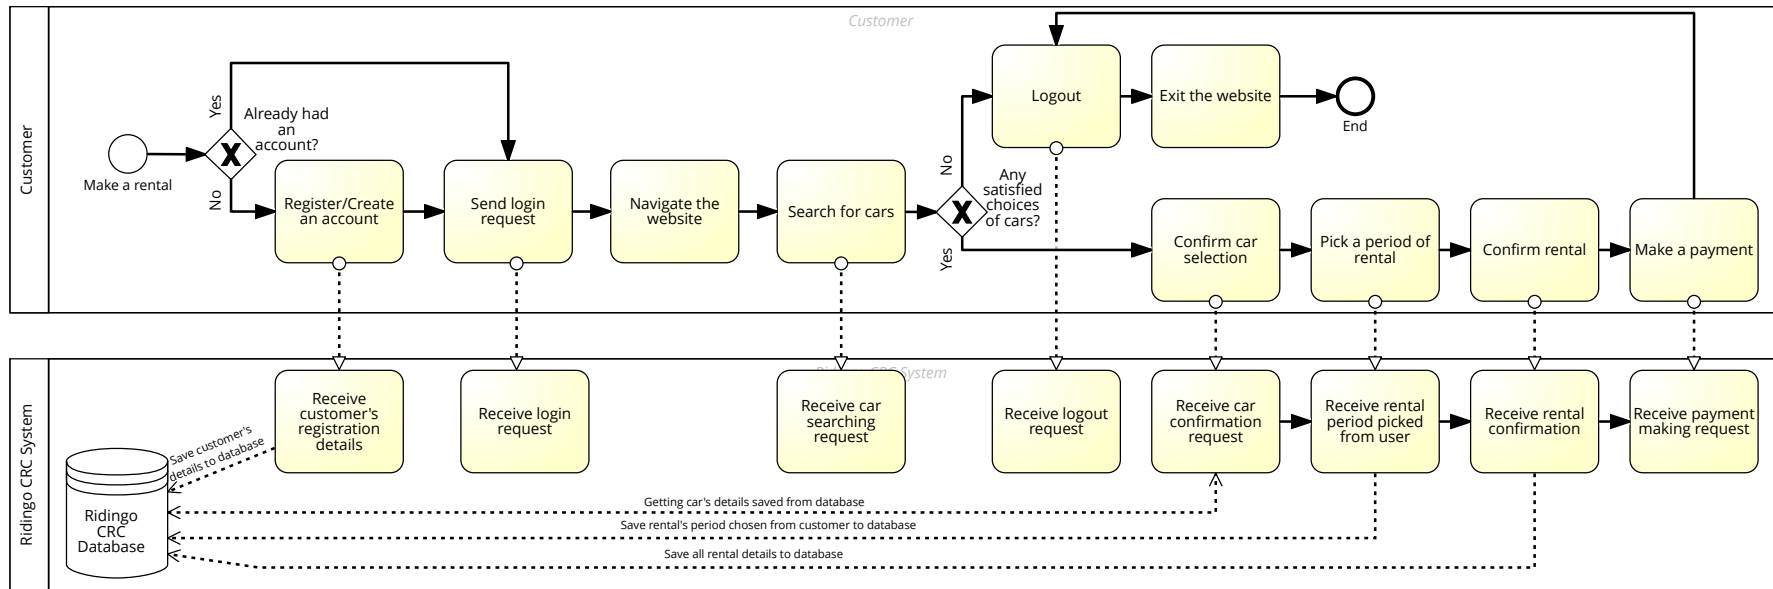 Customer
Customer
Make a rental
Yes
No
Already had
an
account?
Register/Create
an account
Send login
request
Navigate the
website
Search for cars
No
Yes
Any
satisfied
choices
of cars?
Logout
Exit the website
End
Confirm car
selection
Pick a period of
rental
Confirm rental
Make a payment
Ridingo CRC System
Ridingo CRC System
Receive
customer's
registration
details
Receive login
request
Receive car
searching
request
Receive logout
request
Receive car
confirmation
request
Receive rental
period picked
from user
Receive rental
confirmation
Receive payment
making request
Save customer's
details to database
Ridingo
CRC
Database
Getting car's details saved from database
Save rental's period chosen from customer to database
Save all rental details to database